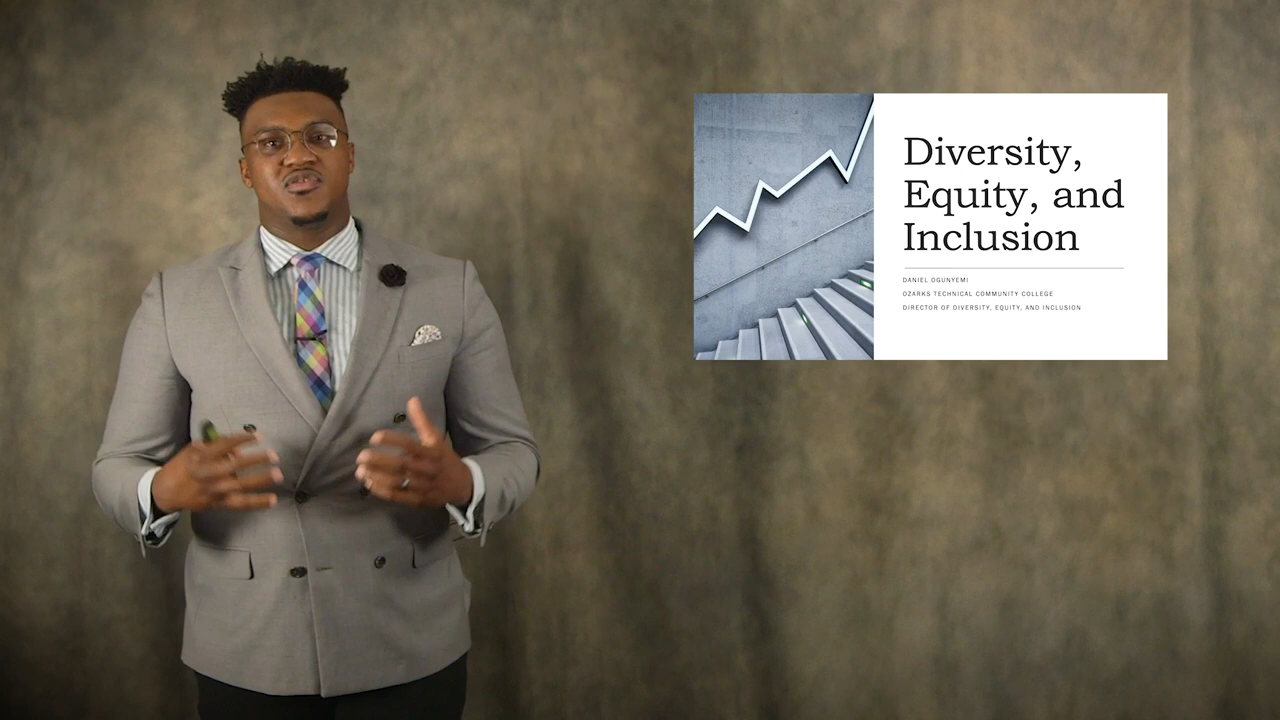 Diversity,
Equity, and
Inclusion
DANIEL OGUNYEMI
OZARKS TECHNICAL COMMUNITY COLLEGE
DIRECTOR OF DIVERSITY, EQUITY, AND INCLUSION